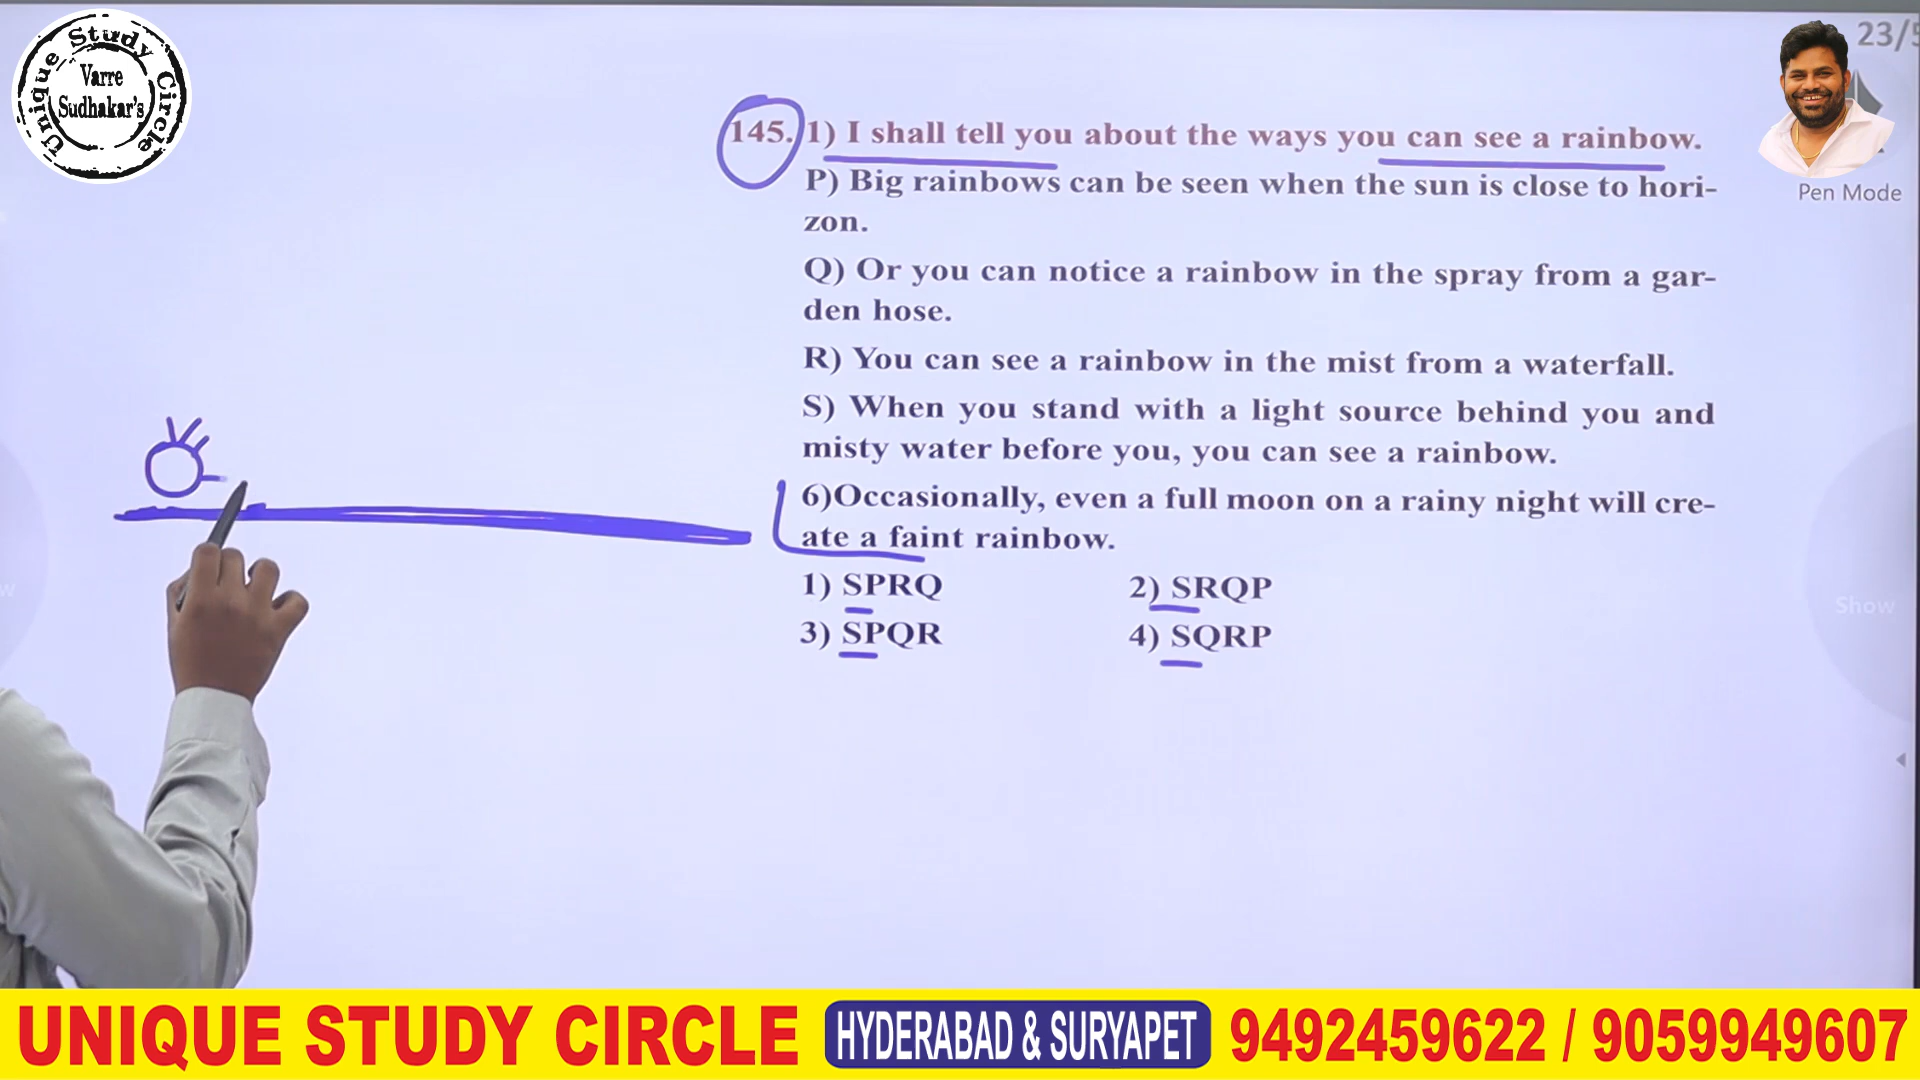 Unique Study Circle
Varre
Sudhakar's
23/5
Pen Mode
145. 1) I shall tell you about the ways you can see a rainbow.
P) Big rainbows can be seen when the sun is close to hori-
zon.
Q) Or you can notice a rainbow in the spray from a gar-
den hose.
R) You can see a rainbow in the mist from a waterfall.
S) When you stand with a light source behind you and
misty water before you, you can see a rainbow.
6)Occasionally, even a full moon on a rainy night will cre-
ate a faint rainbow.
1) SPRQ 2) SRQP
Show
3) SPQR 4) SQRP
UNIQUE STUDY CIRCLE HYDERABAD & SURYAPET 9492459622 / 9059949607